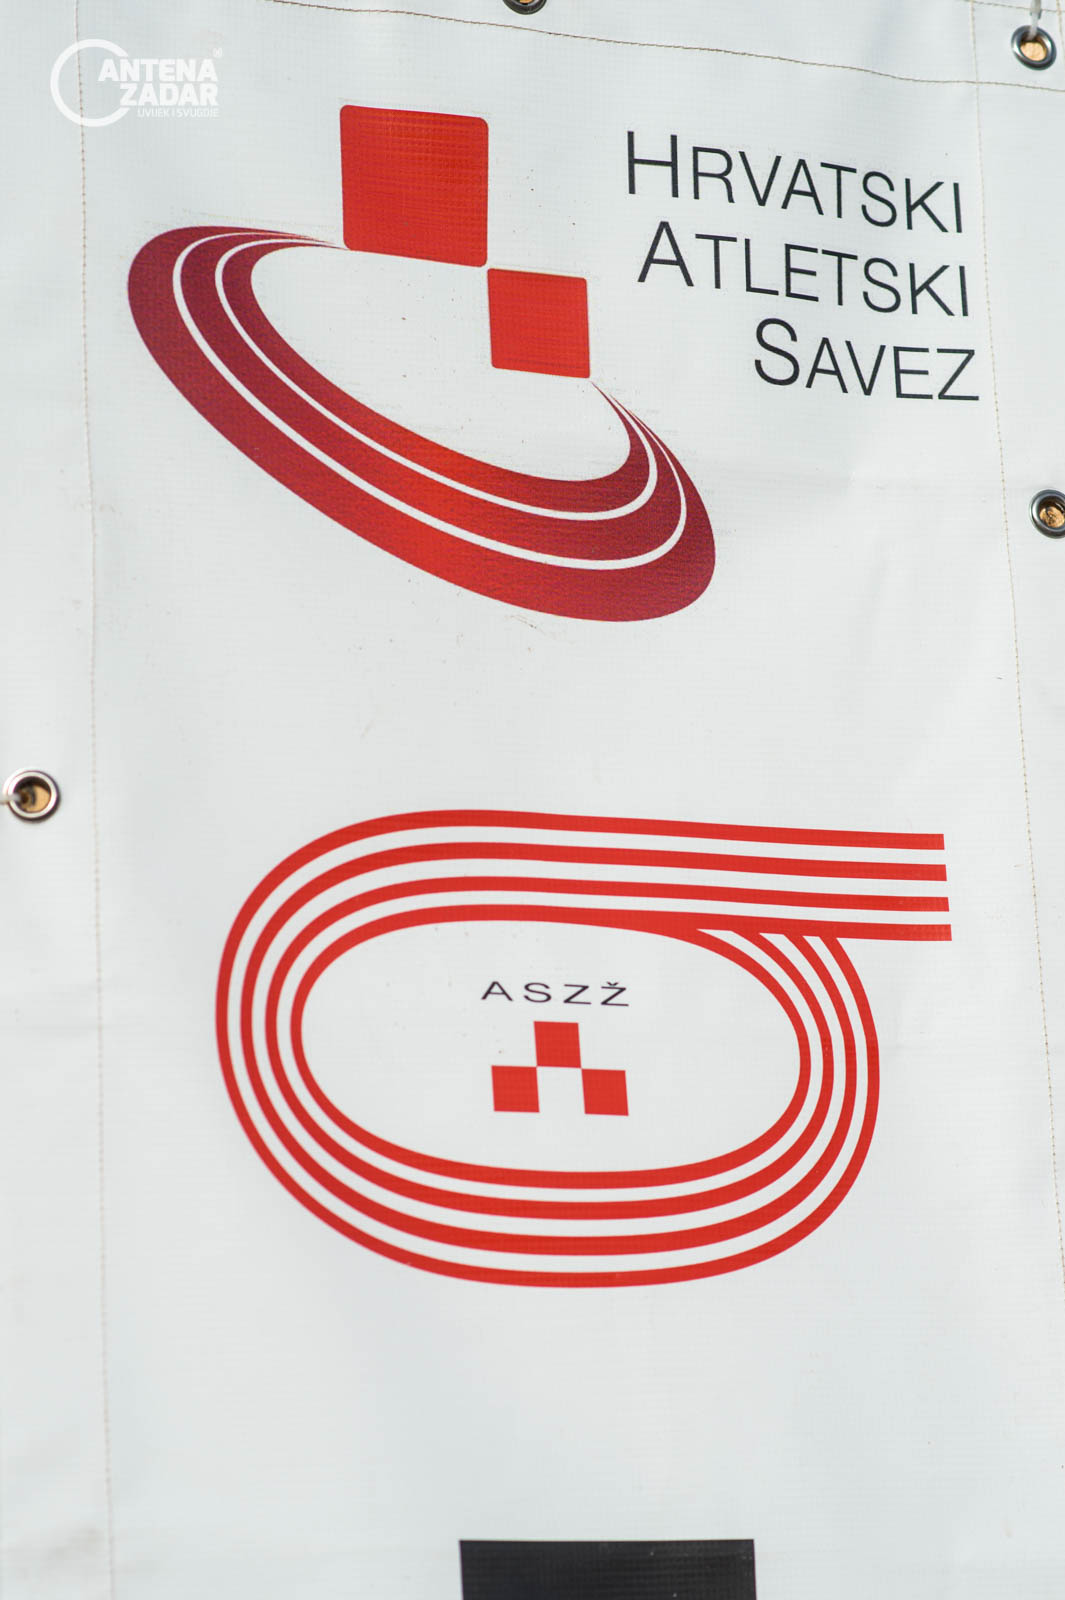 ANTENA
ZADAR
UVIJEK I SVUGDJE
HRVATSKI
ATLETSKI
SAVEZ
ASZŽ